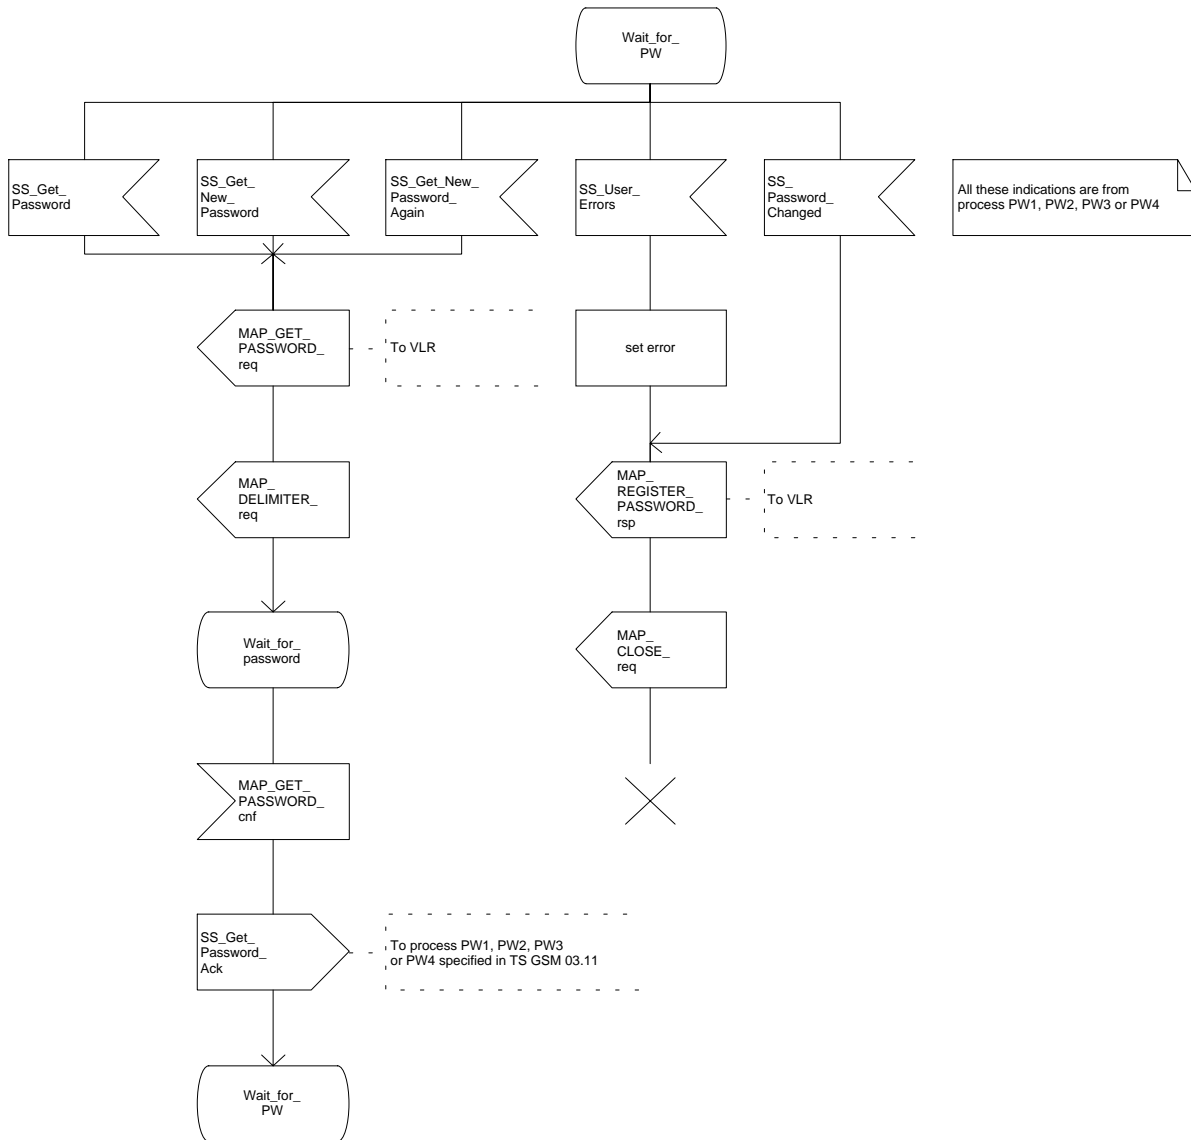 Wait_for_
PW
SS_Get_
Password
SS_Get_
New_
Password
SS_Get_New_
Password_
Again
SS_User_
Errors
SS_
Password_
Changed
All these indications are from
process PW1, PW2, PW3 or PW4
MAP_GET_
PASSWORD_
req
To VLR
set error
MAP_
DELIMITER_
req
MAP_
REGISTER_
PASSWORD_
rsp
To VLR
Wait_for_
password
MAP_
CLOSE_
req
MAP_GET_
PASSWORD_
cnf
SS_Get_
Password_
Ack
To process PW1, PW2, PW3
or PW4 specified in TS GSM 03.11
Wait_for_
PW